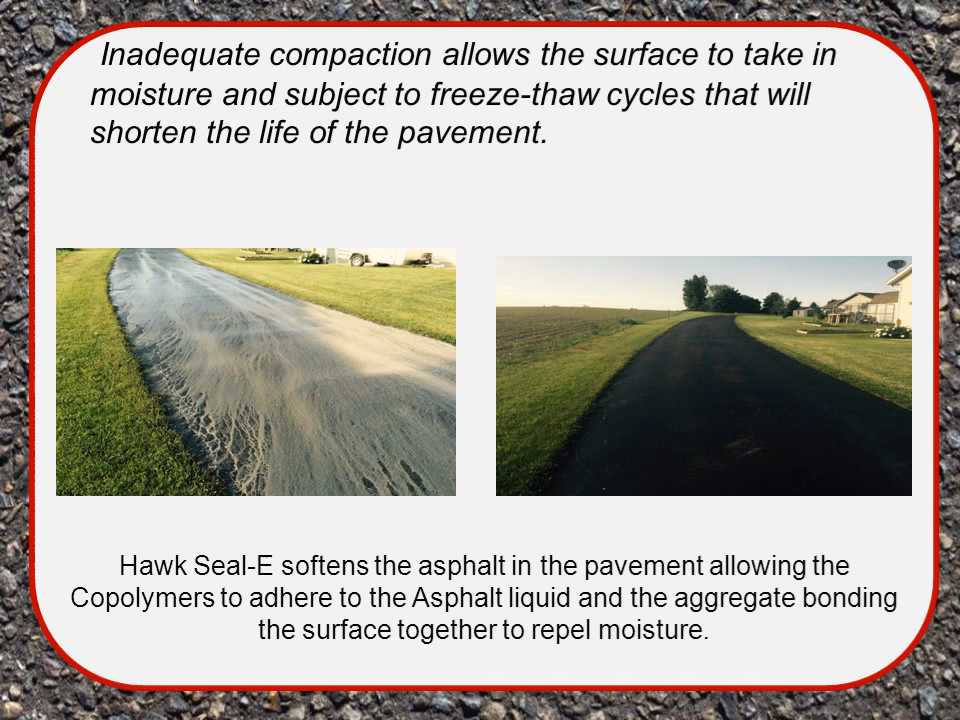 Inadequate compaction allows the surface to take in
moisture and subject to freeze-thaw cycles that will
shorten the life of the pavement.
Hawk Seal-E softens the asphalt in the pavement allowing the
Copolymers to adhere to the Asphalt liquid and the aggregate bonding
the surface together to repel moisture.